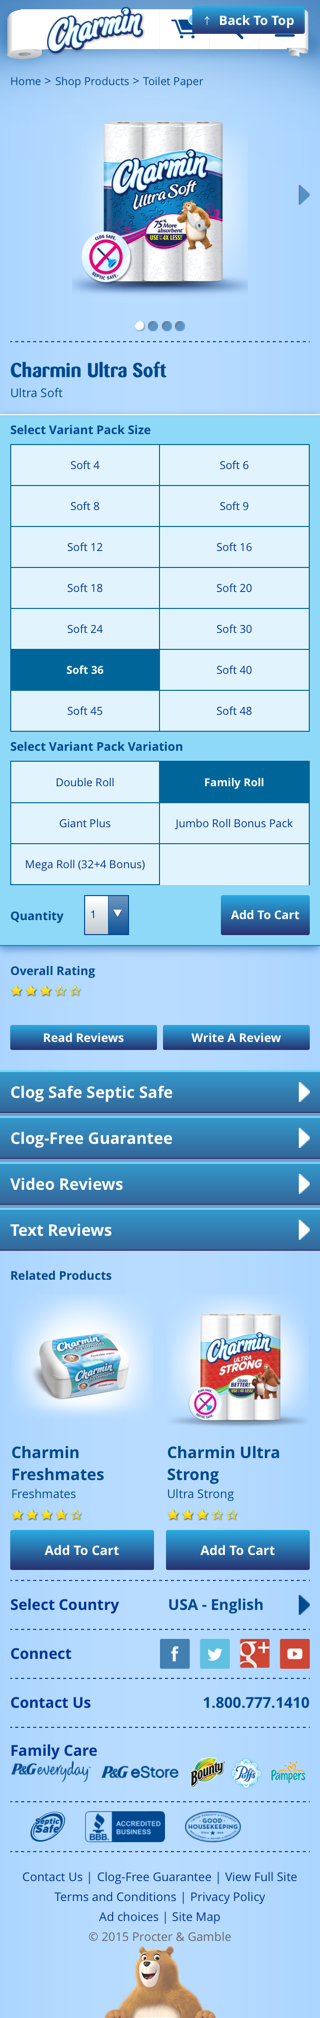 Charmin
↑ Back To Top
Home > Shop Products > Toilet Paper
Charmin
Ultra Soft
75% More
absorbent
USE UP TO 4X LESS!
CLOG SAFE.
SEPTIC SAFE.
Charmin Ultra Soft
Ultra Soft
Select Variant Pack Size
Soft 4
Soft 6
Soft 8
Soft 9
Soft 12
Soft 16
Soft 18
Soft 20
Soft 24
Soft 30
Soft 36
Soft 40
Soft 45
Soft 48
Select Variant Pack Variation
Double Roll
Family Roll
Giant Plus
Jumbo Roll Bonus Pack
Mega Roll (32+4 Bonus)
Quantity
1
Add To Cart
Overall Rating
Read Reviews
Write A Review
Clog Safe Septic Safe
Clog-Free Guarantee
Video Reviews
Text Reviews
Related Products
Charmin
Charmin
Charmin
ULTRA
STRONG
Charmin
Freshmates
Freshmates
Charmin Ultra
Strong
Ultra Strong
Add To Cart
Add To Cart
Select Country
USA - English
Connect
f
g+
Contact Us
1.800.777.1410
Family Care
P&G everyday
P&G eStore
Bounty
Puffs
Pampers
Septic
Safe
BBB
ACCREDITED
BUSINESS
GOOD
HOUSEKEEPING
Contact Us | Clog-Free Guarantee | View Full Site
Terms and Conditions | Privacy Policy
Ad choices | Site Map
© 2015 Procter & Gamble